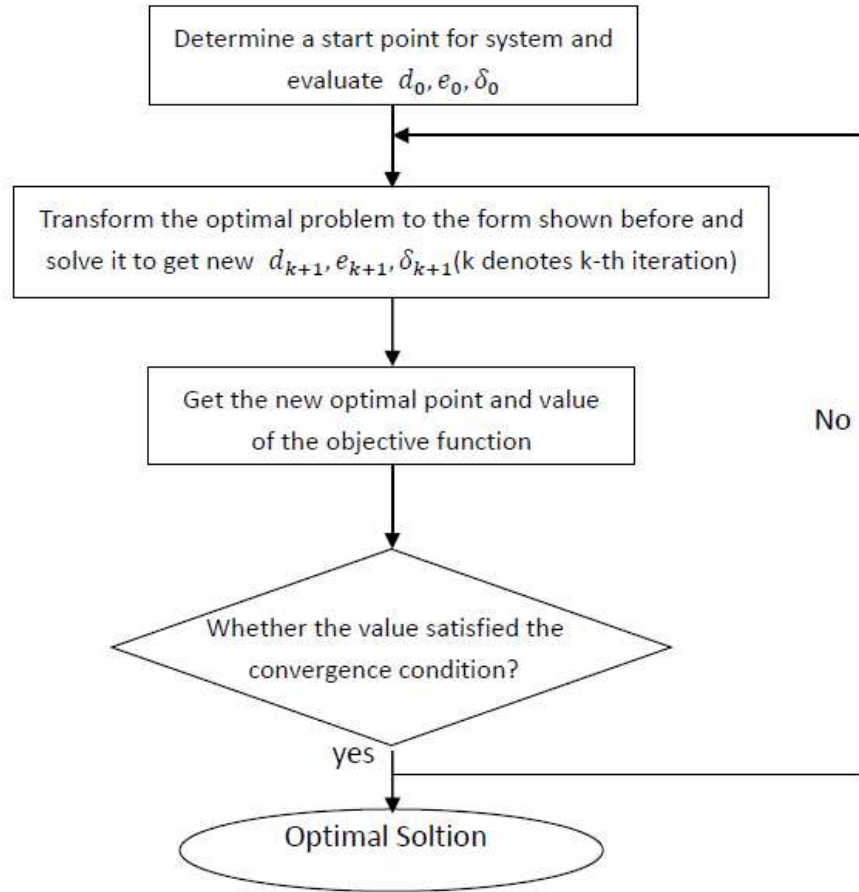 Determine a start point for system and
evaluate d₀, e₀, δ₀
Transform the optimal problem to the form shown before and
solve it to get new dₖ₊₁, eₖ₊₁, δₖ₊₁(k denotes k-th iteration)
Get the new optimal point and value
of the objective function
No
Whether the value satisfied the
convergence condition?
yes
Optimal Soltion